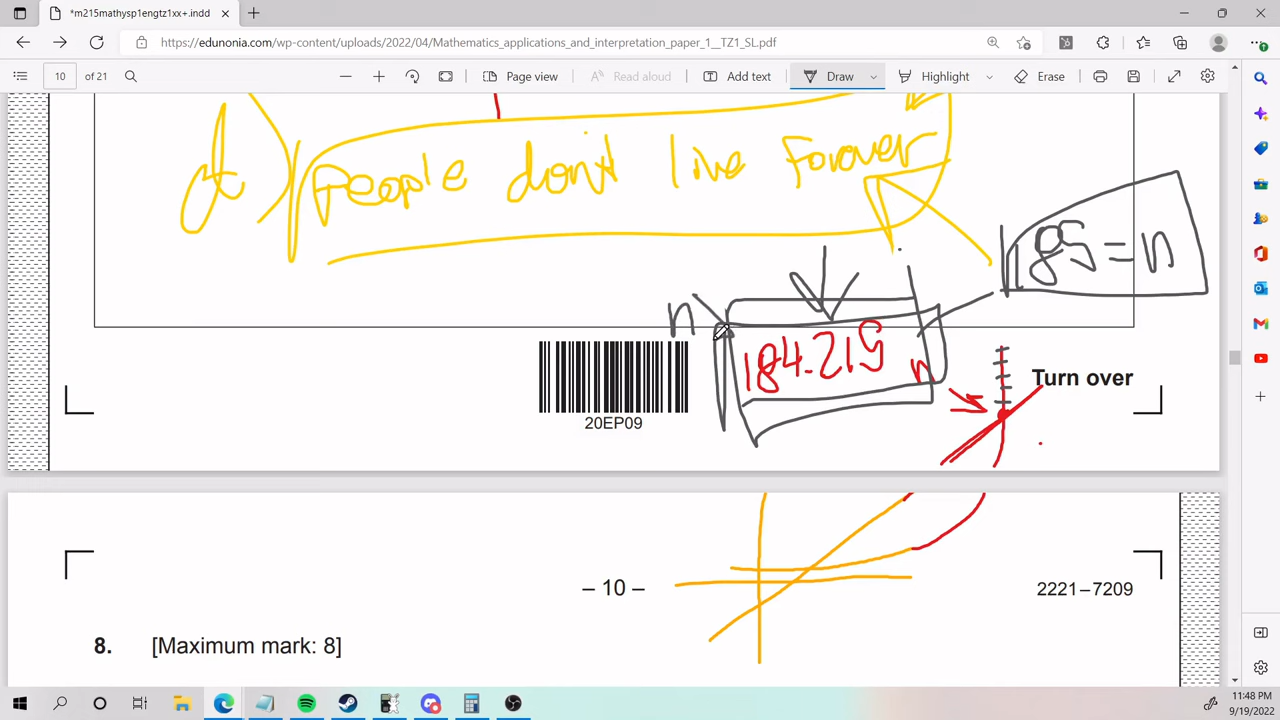 *m215mathysp1engtz1xx+.indd
https://edunonia.com/wp-content/uploads/2022/04/Mathematics_applications_and_interpretation_paper_1__TZ1_SL.pdf
10 of 21
Page view
Read aloud
Add text
Draw
Highlight
Erase
d) People don't live Forever
185 = n
n
184.215
n
Turn over
20EP09
– 10 –
2221–7209
8. [Maximum mark: 8]
11:48 PM
9/19/2022